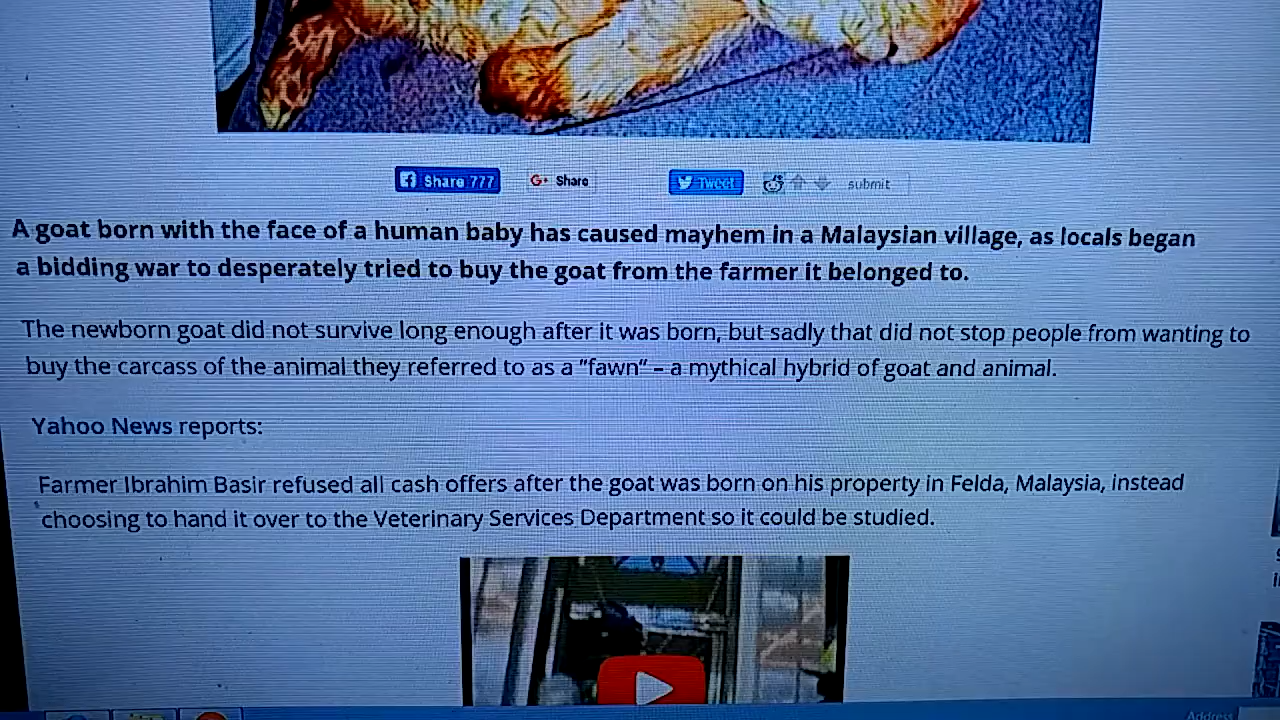 Share 777
G+ Share
Tweet
submit
A goat born with the face of a human baby has caused mayhem in a Malaysian village, as locals began
a bidding war to desperately tried to buy the goat from the farmer it belonged to.
The newborn goat did not survive long enough after it was born, but sadly that did not stop people from wanting to
buy the carcass of the animal they referred to as a “fawn” – a mythical hybrid of goat and animal.
Yahoo News reports:
Farmer Ibrahim Basir refused all cash offers after the goat was born on his property in Felda, Malaysia, instead
choosing to hand it over to the Veterinary Services Department so it could be studied.
Address